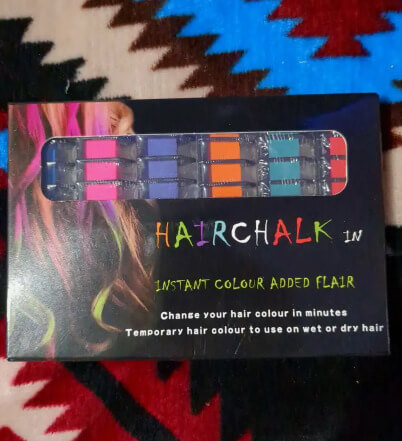 HAIRCHALK IN
INSTANT COLOUR ADDED FLAIR
Change your hair colour in minutes
Temporary hair colour to use on wet or dry hair